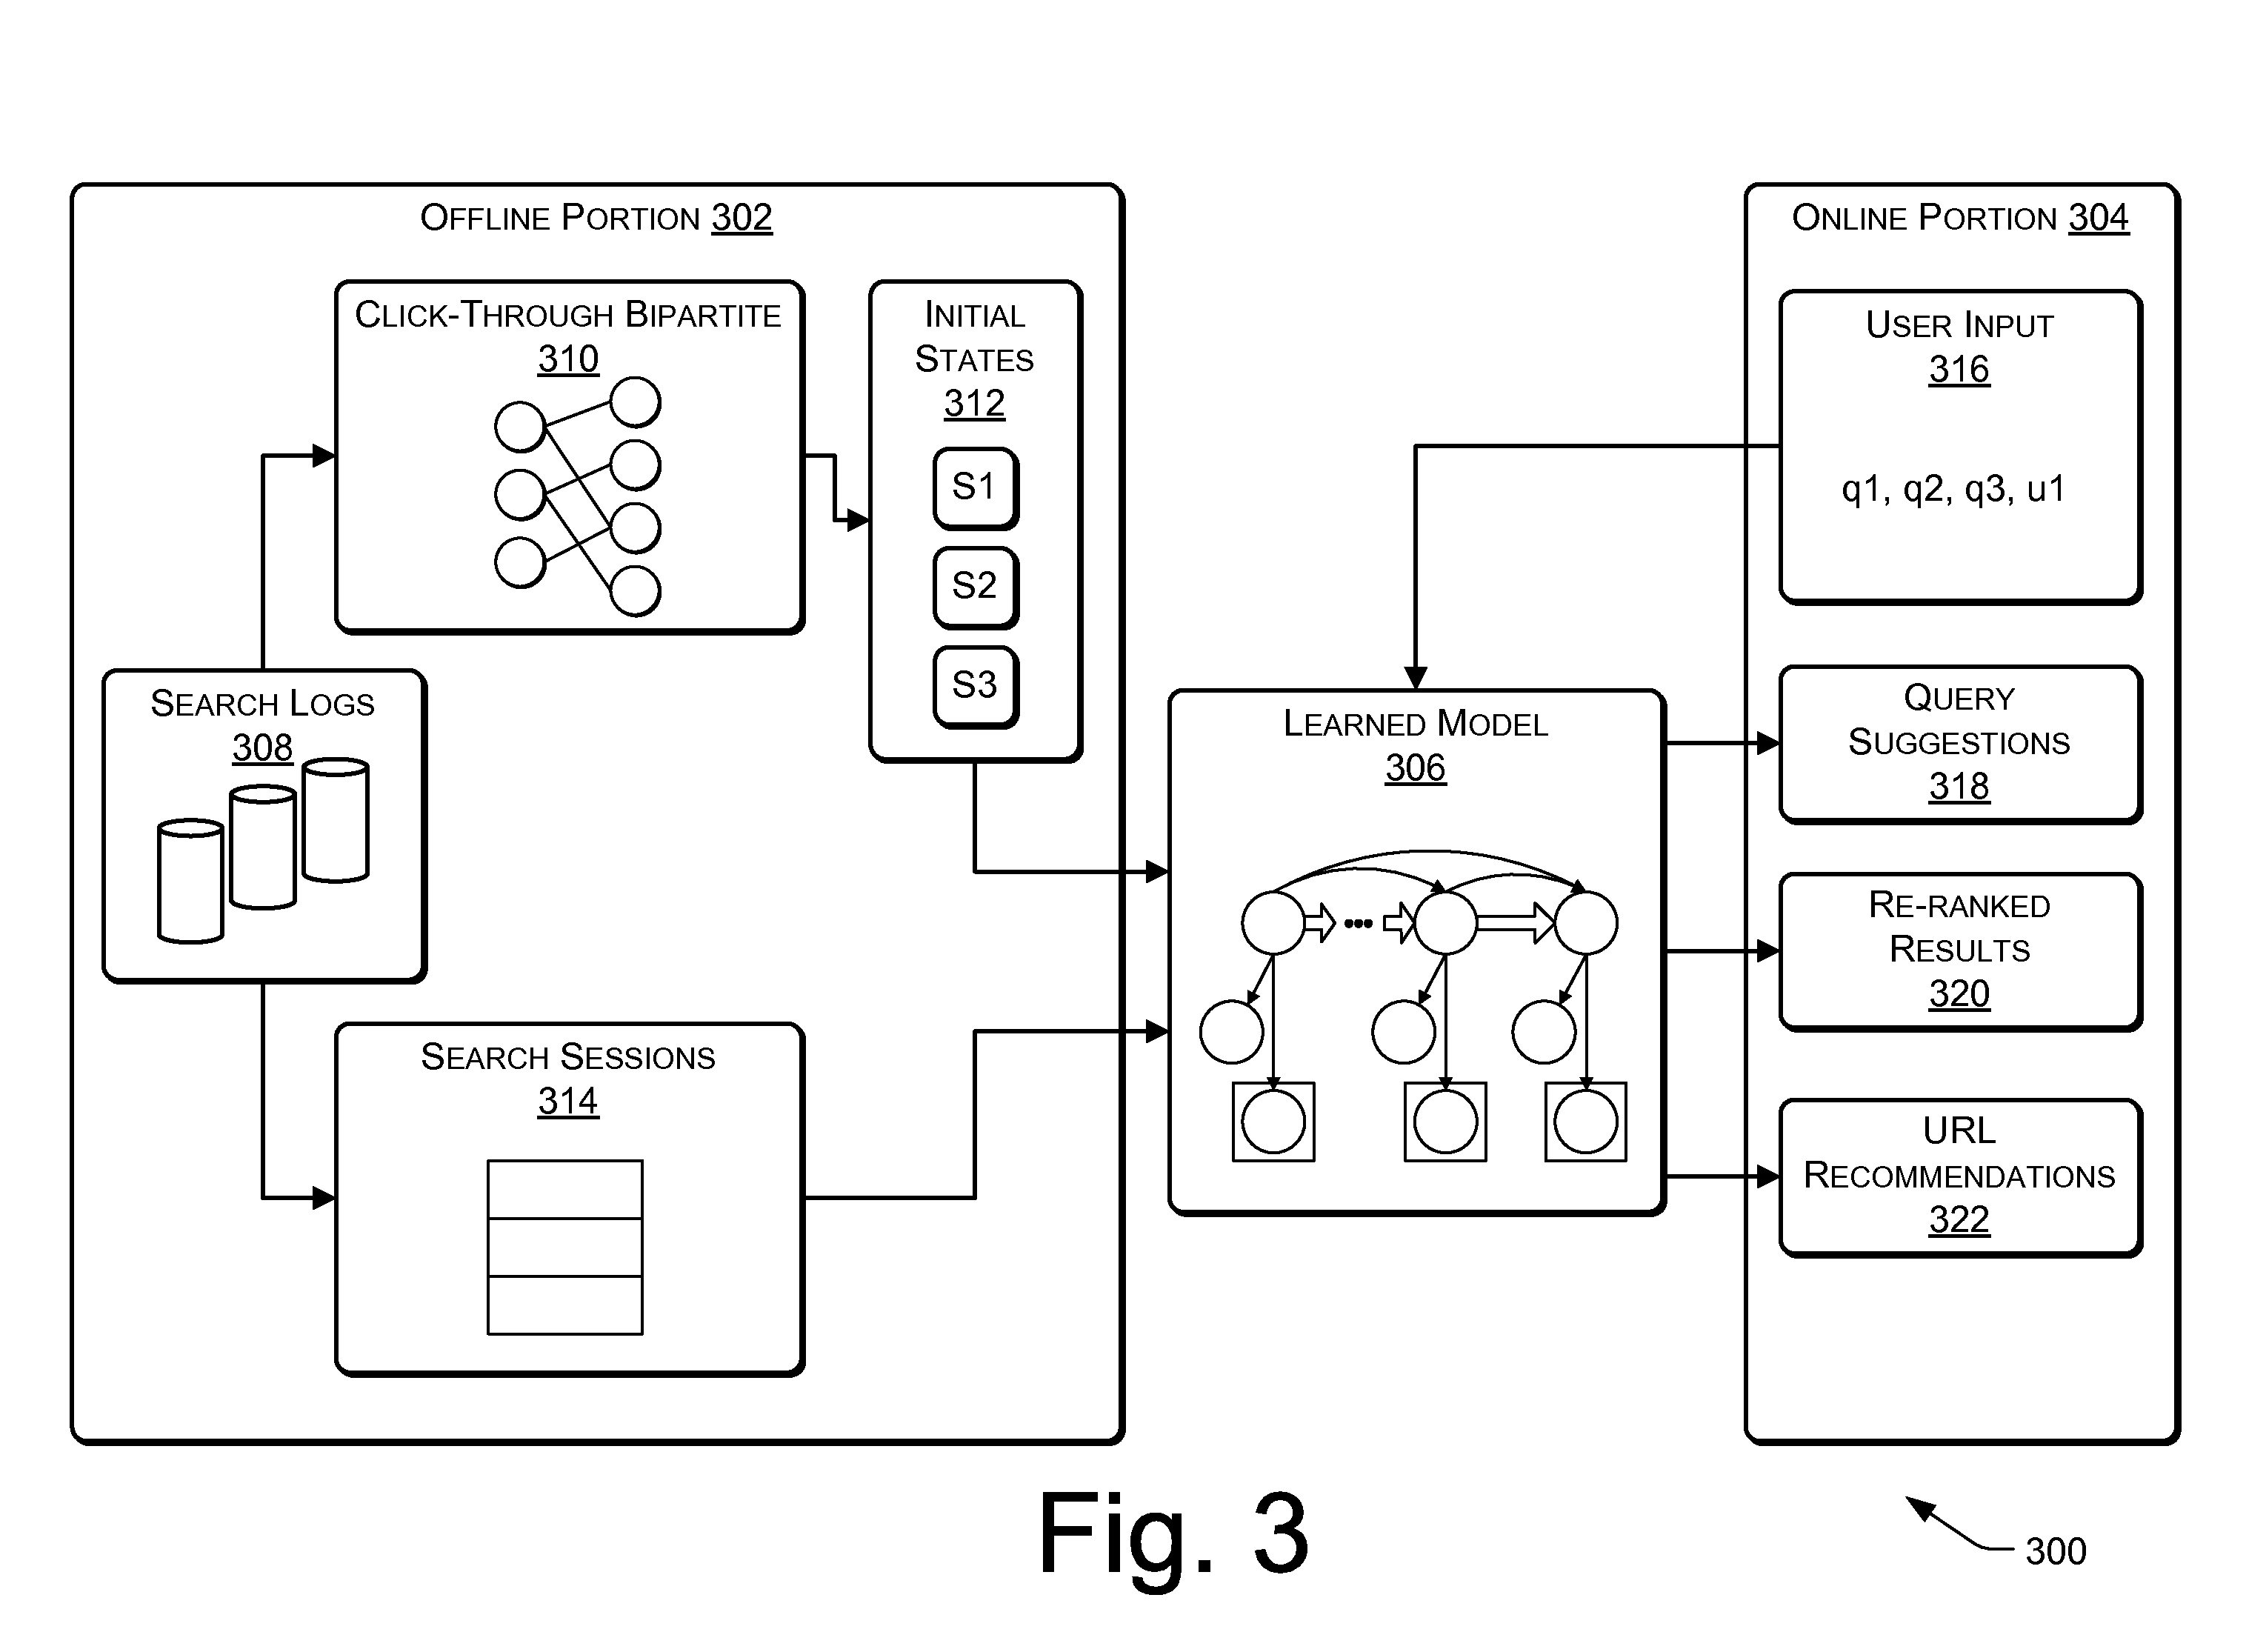 OFFLINE PORTION 302
CLICK-THROUGH BIPARTITE
310
INITIAL
STATES
312
S1
S2
S3
SEARCH LOGS
308
SEARCH SESSIONS
314
LEARNED MODEL
306
ONLINE PORTION 304
USER INPUT
316
q1, q2, q3, u1
QUERY
SUGGESTIONS
318
RE-RANKED
RESULTS
320
URL
RECOMMENDATIONS
322
Fig. 3
300